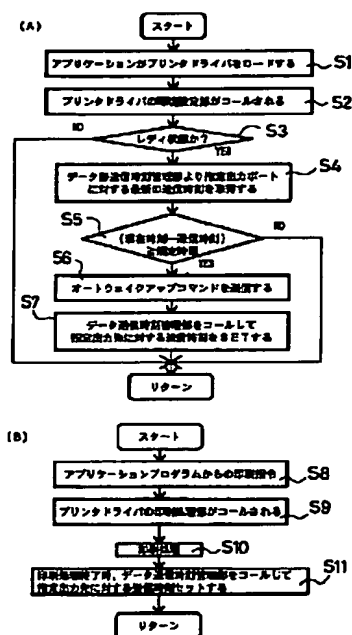 (A)
スタート
アプリケーションがプリンタドライバをロードする
S1
プリンタドライバの印刷設定部がコールされる
S2
NO
レディ状態か?
S3
YES
データ部送信時刻管理部より指定出力ポート
に対する最新の送信時刻を取得する
S4
S5
(現在時刻-送信時刻)
≧規定時間
NO
YES
S6
オートウェイクアップコマンドを送信する
S7
データ送信時刻管理部をコールして
指定出力先に対する送信時刻をSETする
リターン
(B)
スタート
アプリケーションプログラムからの印刷指令
S8
プリンタドライバの印刷処理部がコールされる
S9
S10
印刷処理終了時、データ送信時刻管理部をコールして
指定出力先に対する送信時刻セットする
S11
リターン